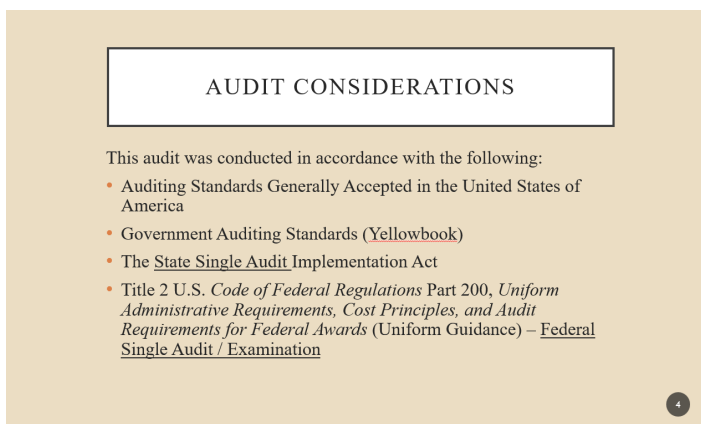 AUDIT CONSIDERATIONS
This audit was conducted in accordance with the following:
• Auditing Standards Generally Accepted in the United States of
America
• Government Auditing Standards (Yellowbook)
• The State Single Audit Implementation Act
• Title 2 U.S. Code of Federal Regulations Part 200, Uniform
Administrative Requirements, Cost Principles, and Audit
Requirements for Federal Awards (Uniform Guidance) – Federal
Single Audit / Examination
4